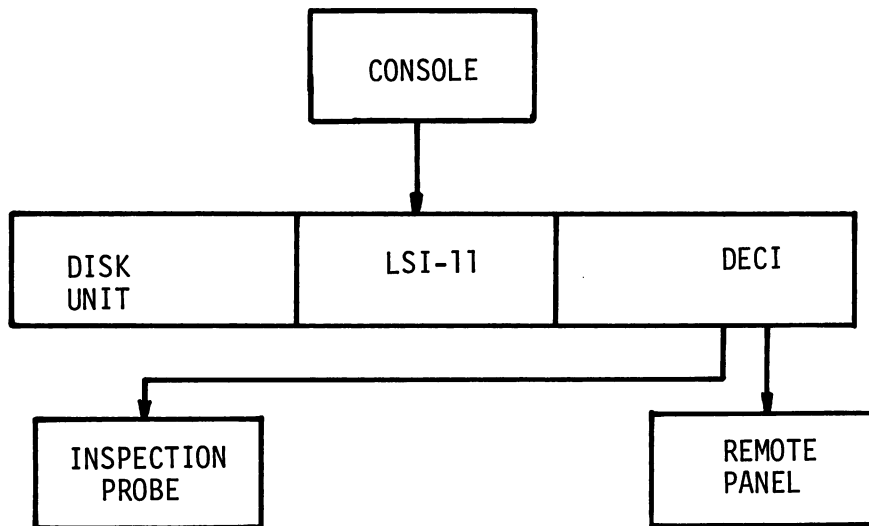 CONSOLE
DISK
UNIT
LSI-11
DECI
INSPECTION
PROBE
REMOTE
PANEL